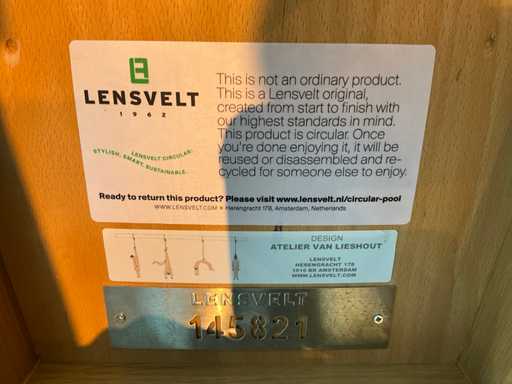 LENSVELT
1962
LENSVELT CIRCULAR:
STYLISH, SMART, SUSTAINABLE.
This is not an ordinary product.
This is a Lensvelt original,
created from start to finish with
our highest standards in mind.
This product is circular. Once
you're done enjoying it, it will be
reused or disassembled and re-
cycled for someone else to enjoy.
Ready to return this product? Please visit www.lensvelt.nl/circular-pool
WWW.LENSVELT.COM × Herengracht 178, Amsterdam, Netherlands
DESIGN
ATELIER VAN LIESHOUT
LENSVELT
HERENGRACHT 178
1016 BR AMSTERDAM
WWW.LENSVELT.COM
LENSVELT
145821